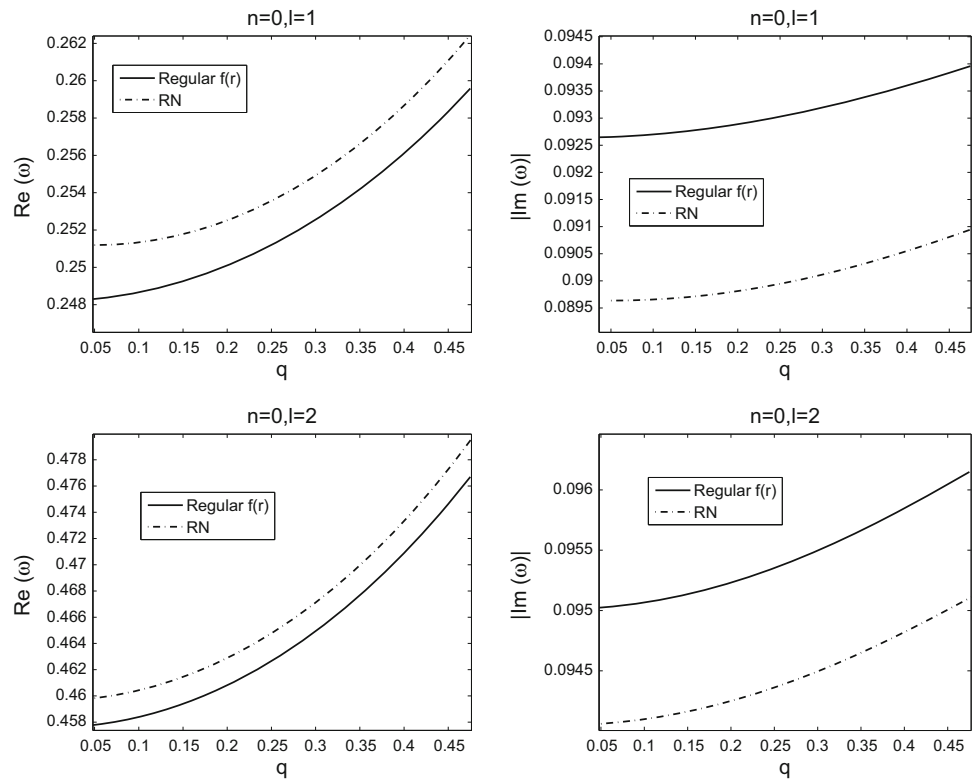 n=0,l=1
0.262
0.26
0.258
0.256
0.254
0.252
0.25
0.248
Re (ω)
Regular f(r)
RN
0.05 0.1 0.15 0.2 0.25 0.3 0.35 0.4 0.45
q
n=0,l=1
0.0945
0.094
0.0935
0.093
0.0925
0.092
0.0915
0.091
0.0905
0.09
0.0895
|Im (ω)|
Regular f(r)
RN
0.05 0.1 0.15 0.2 0.25 0.3 0.35 0.4 0.45
q
n=0,l=2
0.478
0.476
0.474
0.472
0.47
0.468
0.466
0.464
0.462
0.46
0.458
Re (ω)
Regular f(r)
RN
0.05 0.1 0.15 0.2 0.25 0.3 0.35 0.4 0.45
q
n=0,l=2
0.096
0.0955
0.095
0.0945
|Im (ω)|
Regular f(r)
RN
0.05 0.1 0.15 0.2 0.25 0.3 0.35 0.4 0.45
q